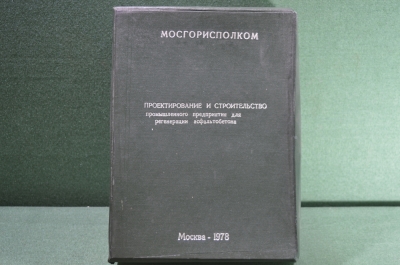 МОСГОРИСПОЛКОМ
ПРОЕКТИРОВАНИЕ И СТРОИТЕЛЬСТВО
промышленного предприятия для
регенерации асфальтобетона
Москва - 1978